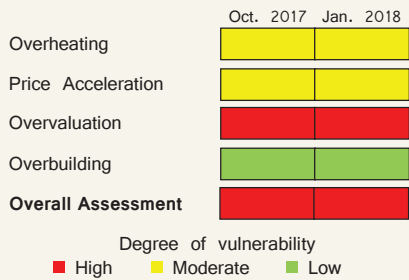 Oct. 2017 Jan. 2018
Overheating
Price Acceleration
Overvaluation
Overbuilding
Overall Assessment
Degree of vulnerability
High Moderate Low